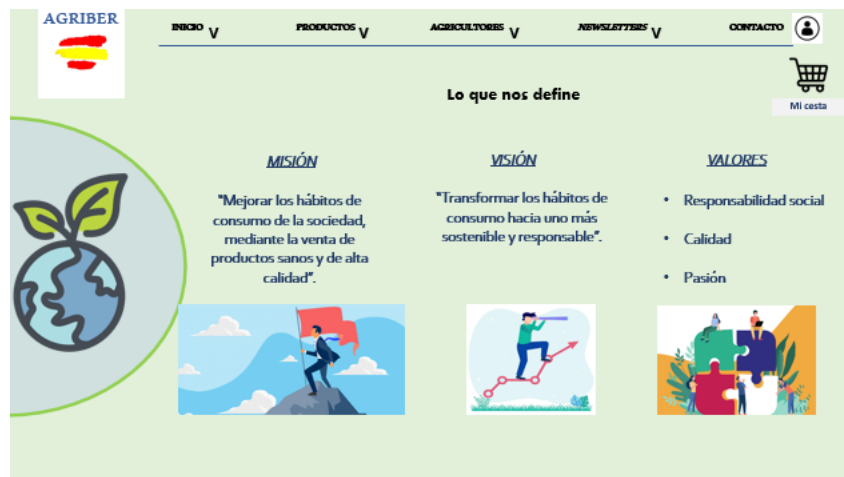 AGRIBER
INICIO V PRODUCTOS V AGRICULTORES V NEWSLETTERS V CONTACTO
Mi cesta
Lo que nos define
MISIÓN
"Mejorar los hábitos de
consumo de la sociedad,
mediante la venta de
productos sanos y de alta
calidad".
VISIÓN
"Transformar los hábitos de
consumo hacia uno más
sostenible y responsable".
VALORES
• Responsabilidad social
• Calidad
• Pasión